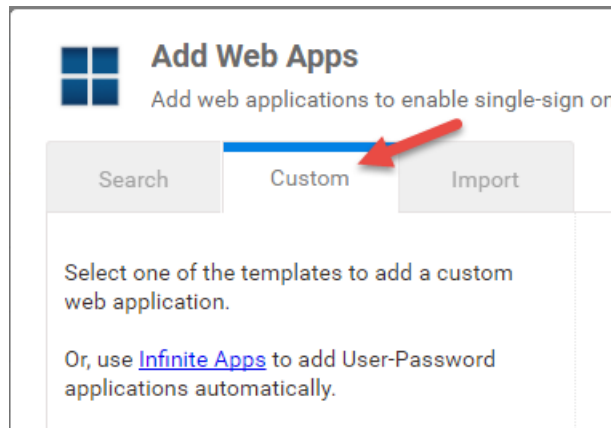 Add Web Apps
Add web applications to enable single-sign
Search Custom Import
Select one of the templates to add a custom
web application.
Or, use Infinite Apps to add User-Password
applications automatically.